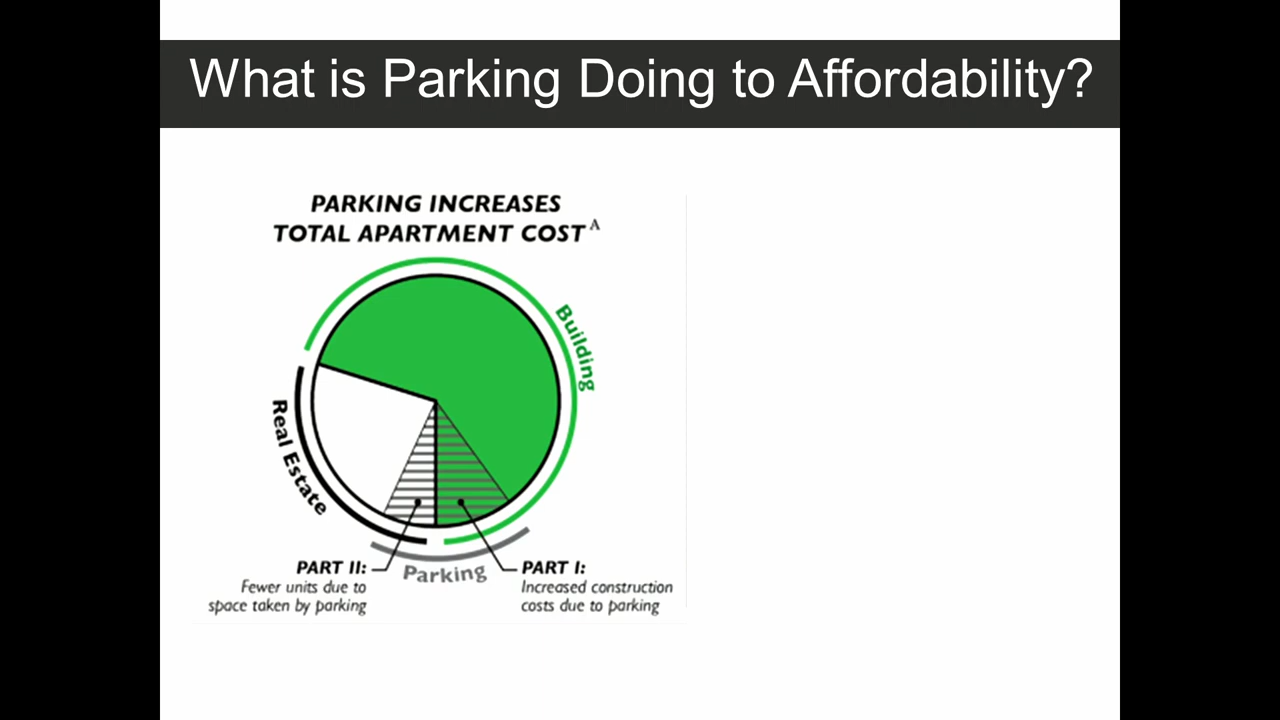 What is Parking Doing to Affordability?
PARKING INCREASES
TOTAL APARTMENT COST A
Building
Real Estate
Parking
PART II:
Fewer units due to
space taken by parking
PART I:
Increased construction
costs due to parking